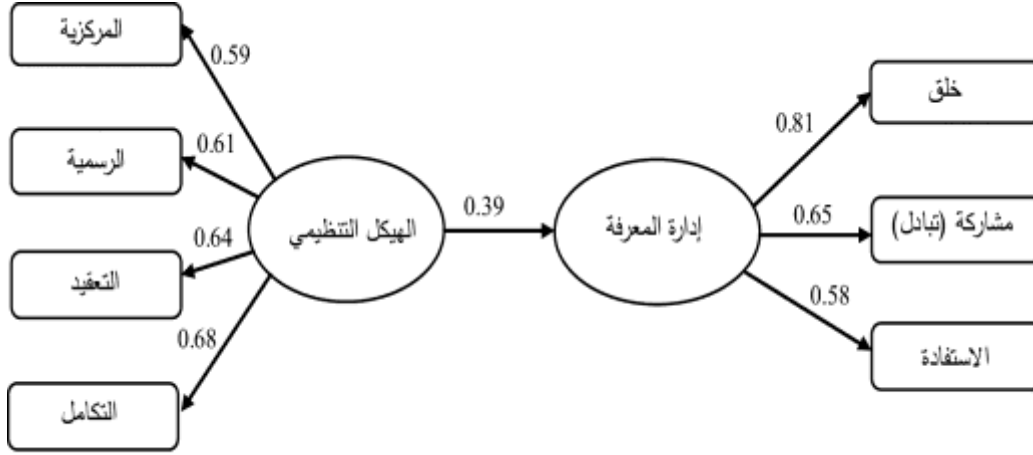 المركزية
0.59
خلق
0.81
الرسمية
0.61
الهيكل التنظيمي
0.39
إدارة المعرفة
0.65
مشاركة (تبادل)
0.64
التعقيد
0.58
الاستفادة
0.68
التكامل